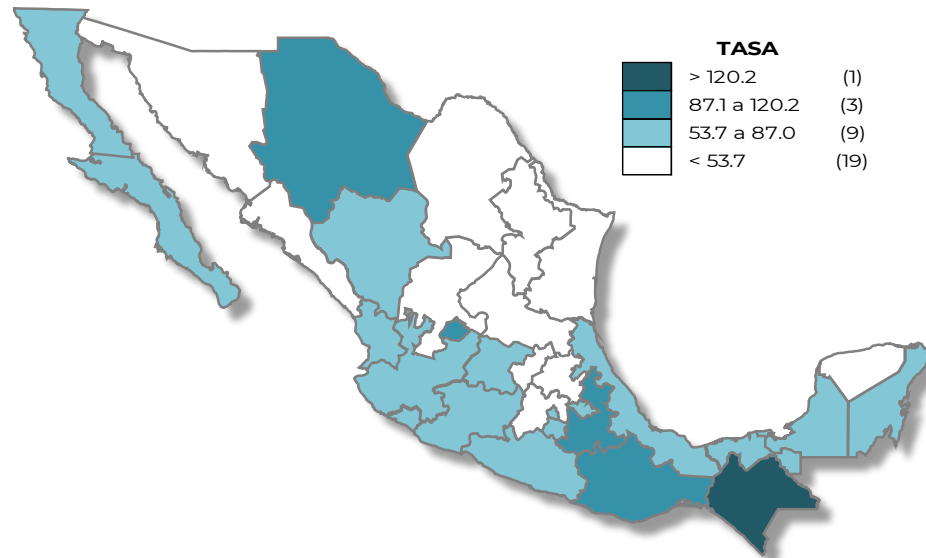 TASA
> 120.2 (1)
87.1 a 120.2 (3)
53.7 a 87.0 (9)
< 53.7 (19)